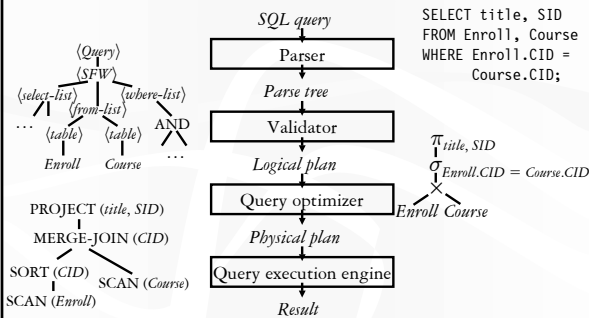 SQL query
Parser
Parse tree
Validator
Logical plan
Query optimizer
Physical plan
Query execution engine
Result
SELECT title, SID
FROM Enroll, Course
WHERE Enroll.CID =
Course.CID;
⟨Query⟩
⟨SFW⟩
⟨select-list⟩ ⟨where-list⟩
⟨from-list⟩
… ⟨table⟩ ⟨table⟩ AND
Enroll Course …
π title, SID
σ Enroll.CID = Course.CID
×
Enroll Course
PROJECT (title, SID)
MERGE-JOIN (CID)
SORT (CID)
SCAN (Course)
SCAN (Enroll)